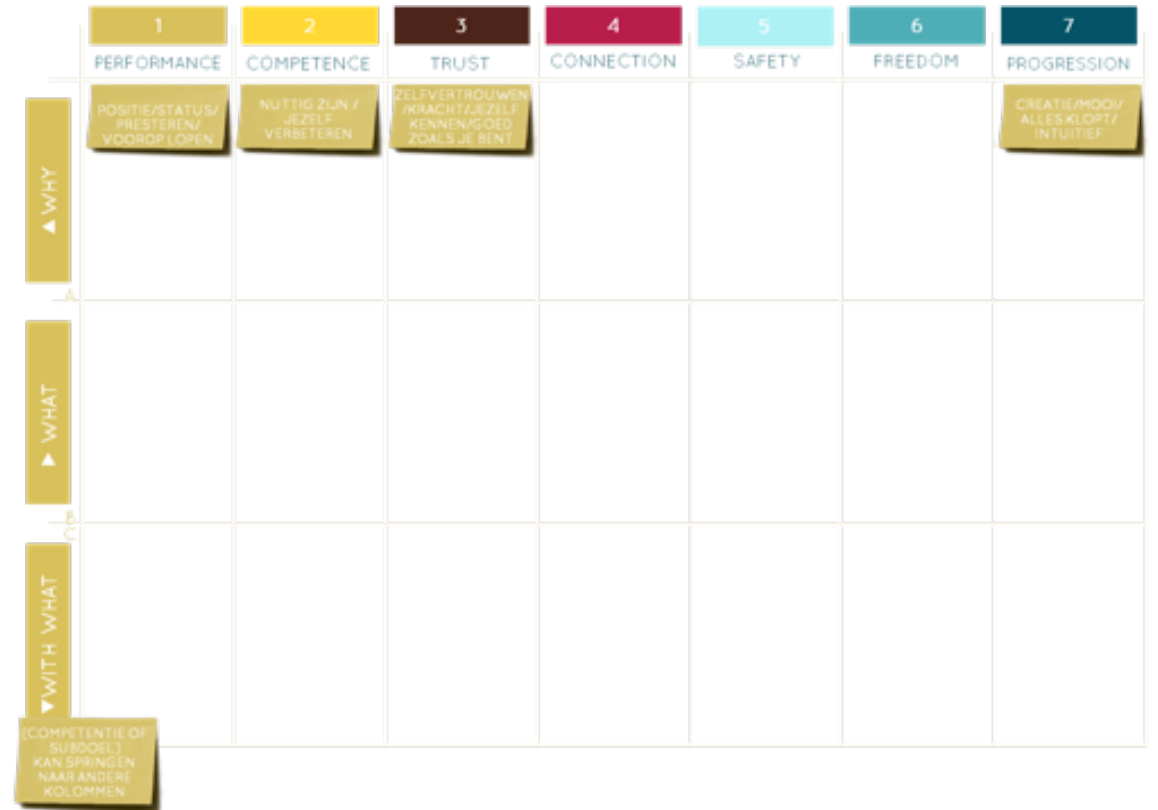 1
2
3
4
5
6
7
PERFORMANCE
COMPETENCE
TRUST
CONNECTION
SAFETY
FREEDOM
PROGRESSION
POSITIE/STATUS/
PRESTEREN/
VOOROP LOPEN
NUTTIG ZIJN /
JEZELF
VERBETEREN
ZELFVERTROUWEN
/KRACHT/JEZELF
KENNEN/GOED
ZOALS JE BENT
CREATIE/MOOI/
ALLES KLOPT/
INTUITIEF
▲ WHY
A
▼ WHAT
B
C
▼WITH WHAT
[COMPETENTIE OF
SUBDOEL]
KAN SPRINGEN
NAAR ANDERE
KOLOMMEN